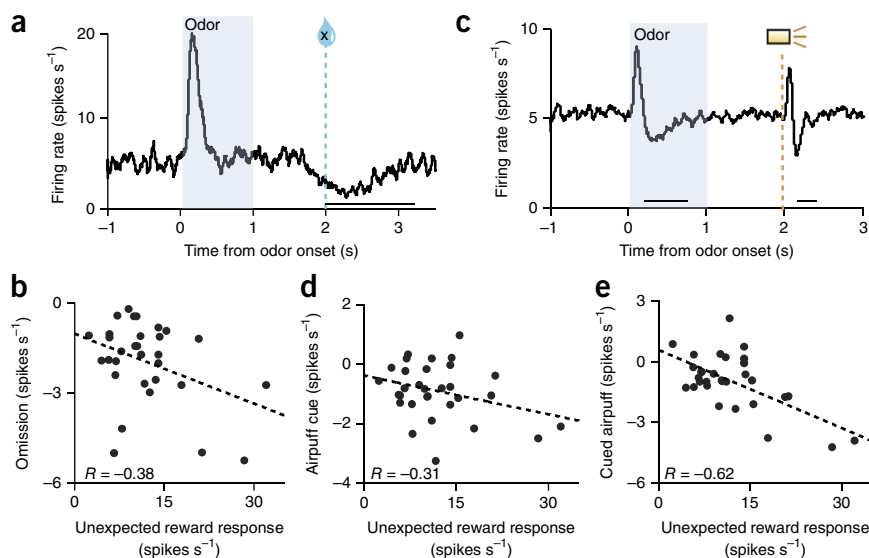 a
20
10
0
Firing rate (spikes s⁻¹)
Odor
x
–1
0
1
2
3
Time from odor onset (s)
c
10
5
0
Firing rate (spikes s⁻¹)
Odor
–1
0
1
2
3
Time from odor onset (s)
b
0
–3
–6
Omission (spikes s⁻¹)
R = –0.38
0
15
30
Unexpected reward response
(spikes s⁻¹)
d
2
0
–2
–4
Airpuff cue (spikes s⁻¹)
R = –0.31
0
15
30
Unexpected reward response
(spikes s⁻¹)
e
3
0
–3
–6
Cued airpuff (spikes s⁻¹)
R = –0.62
0
15
30
Unexpected reward response
(spikes s⁻¹)